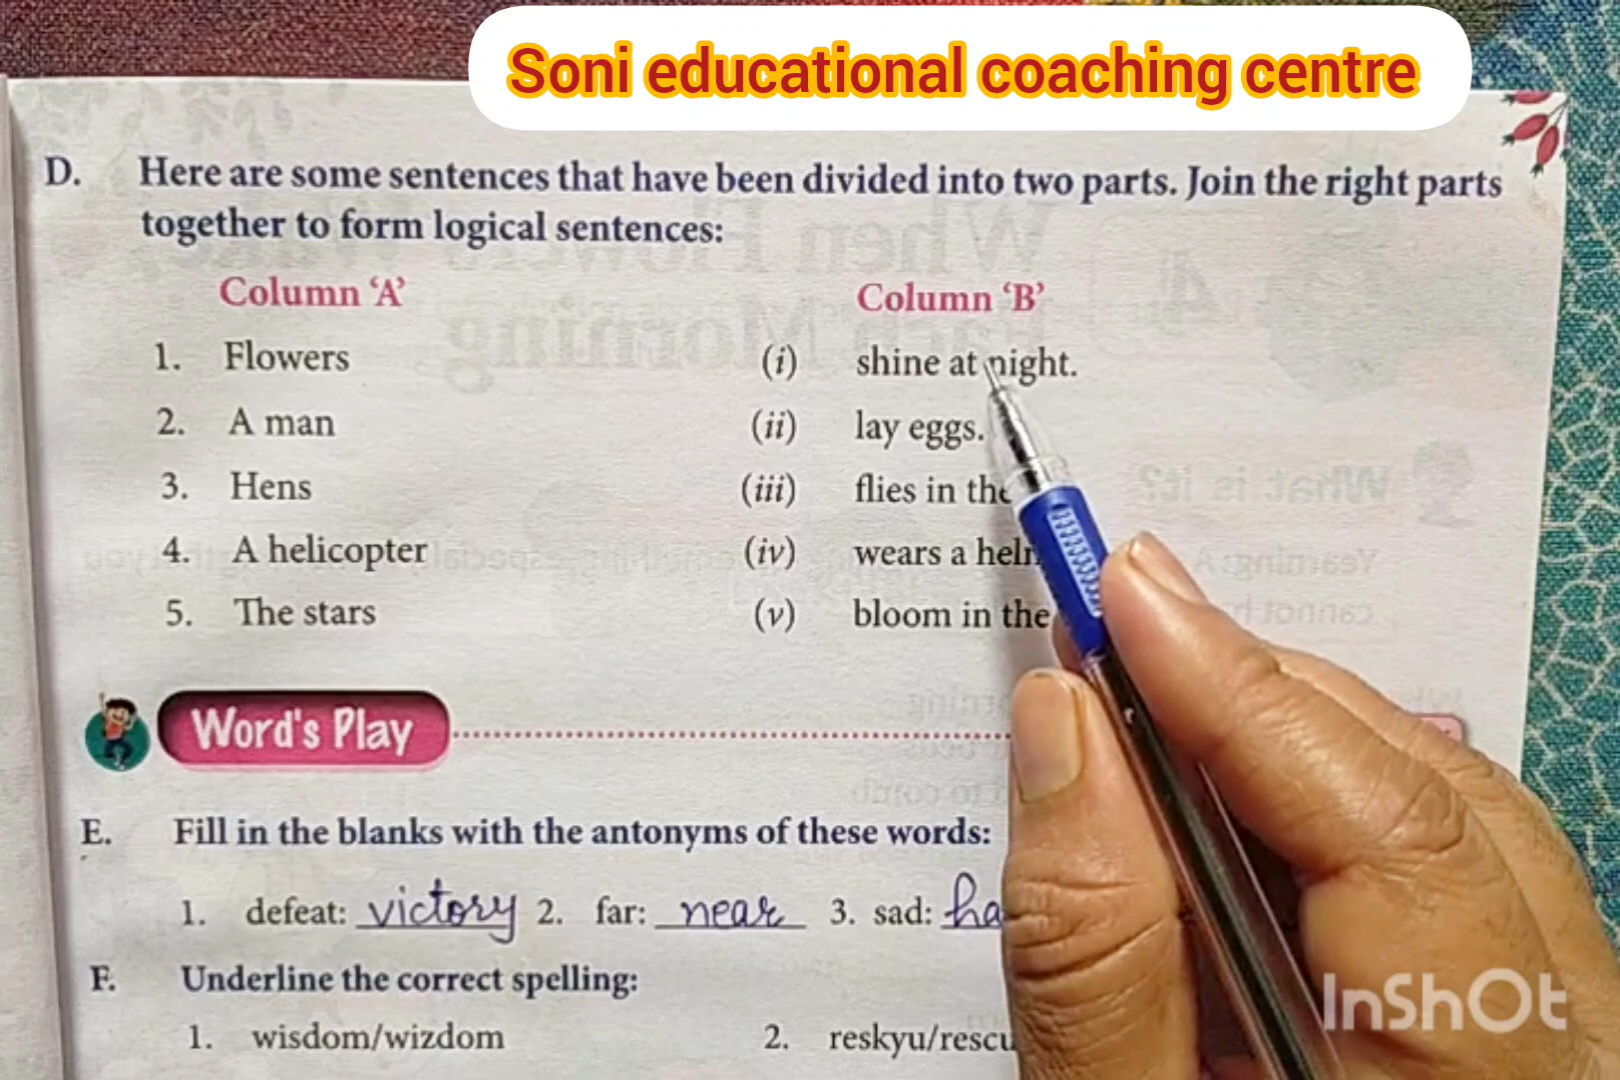 Soni educational coaching centre
D. Here are some sentences that have been divided into two parts. Join the right parts
together to form logical sentences:
Column ‘A’ Column ‘B’
1. Flowers (i) shine at night.
2. A man (ii) lay eggs.
3. Hens (iii) flies in the
4. A helicopter (iv) wears a
5. The stars (v) bloom in the
Word's Play
E. Fill in the blanks with the antonyms of these words:
1. defeat: victory 2. far: near 3. sad:
F. Underline the correct spelling:
1. wisdom/wizdom 2. reskyu/
InShOt